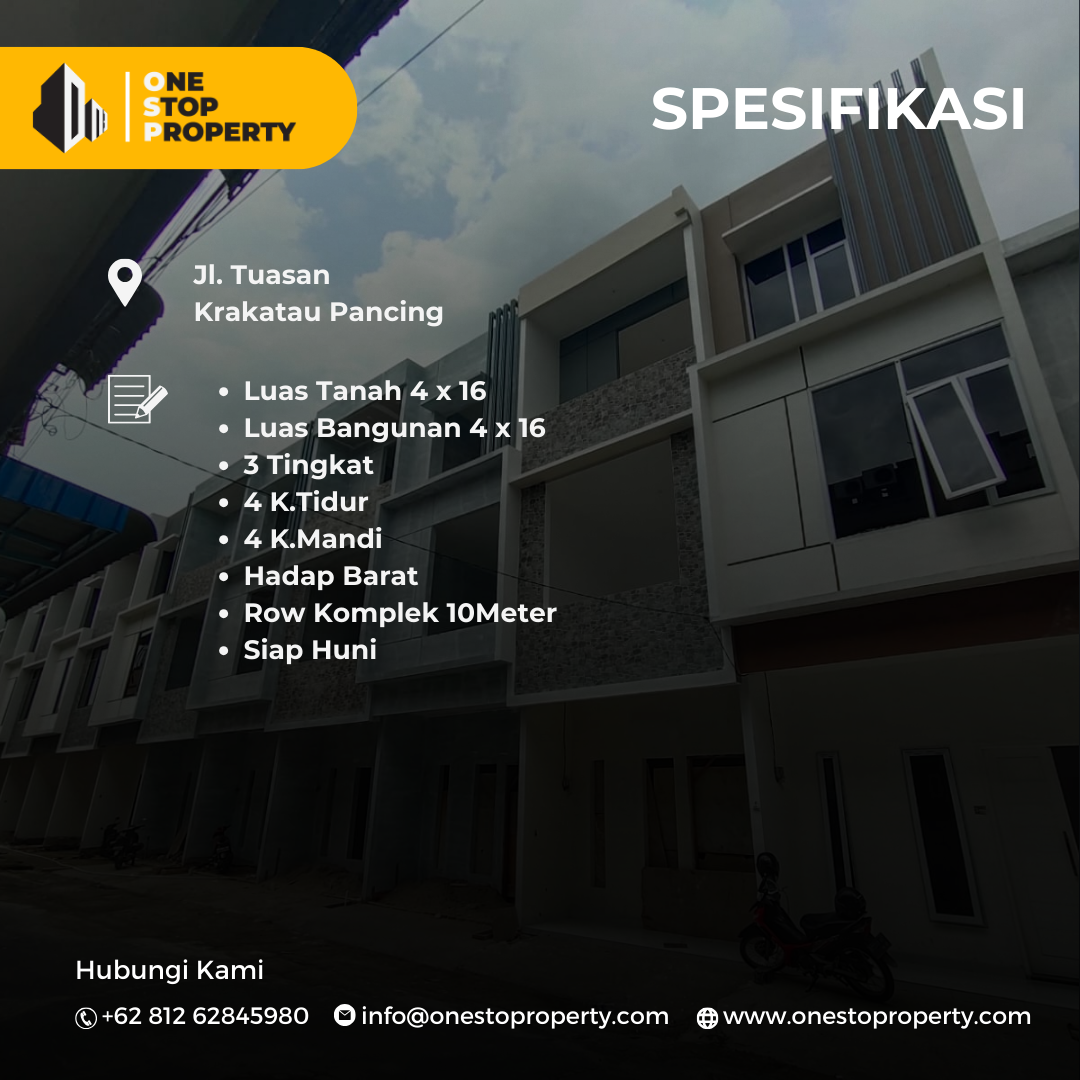 ONE
STOP
PROPERTY
SPESIFIKASI
Jl. Tuasan
Krakatau Pancing
• Luas Tanah 4 x 16
• Luas Bangunan 4 x 16
• 3 Tingkat
• 4 K.Tidur
• 4 K.Mandi
• Hadap Barat
• Row Komplek 10Meter
• Siap Huni
Hubungi Kami
+62 812 62845980 info@onestoproperty.com www.onestoproperty.com